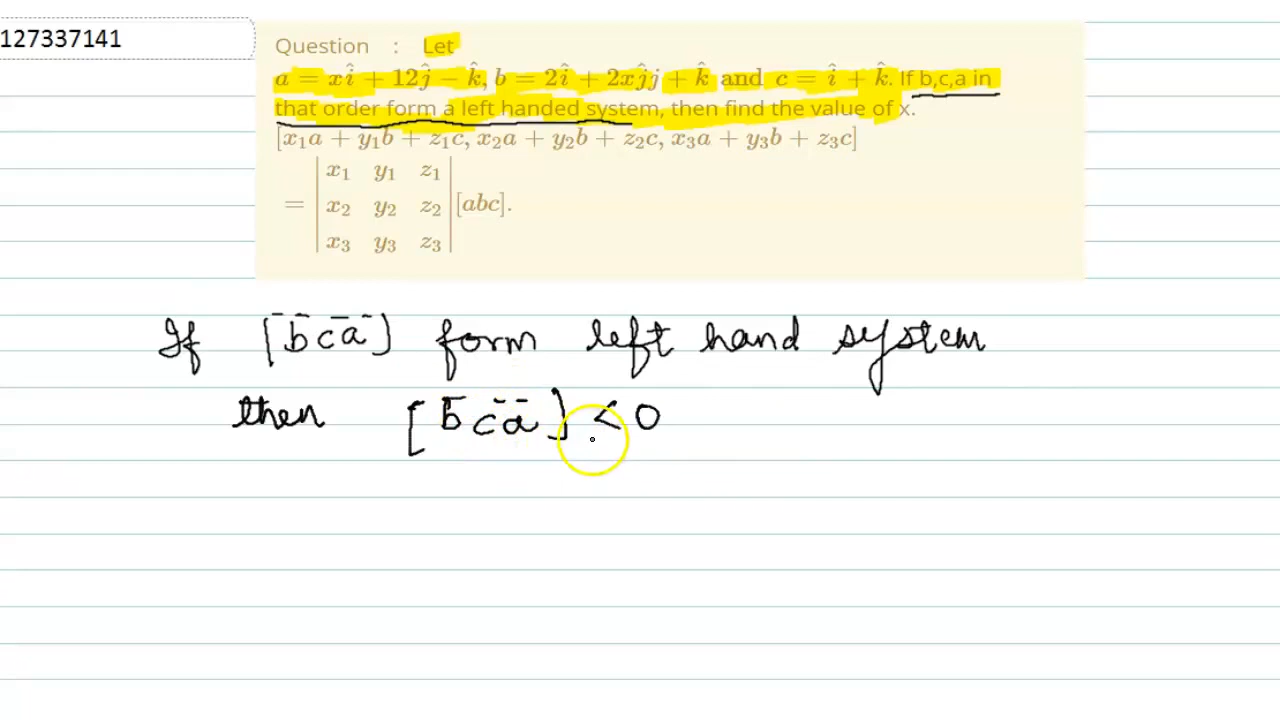 127337141
Question : Let
a = xî + 12ĵ − k̂, b = 2î + 2xĵj + k̂ and c = î + k̂. If b,c,a in
that order form a left handed system, then find the value of x.
[x₁a + y₁b + z₁c, x₂a + y₂b + z₂c, x₃a + y₃b + z₃c]
= | x₁ y₁ z₁ |
| x₂ y₂ z₂ | [abc].
| x₃ y₃ z₃ |
If [b̄ c̄ ā] form left hand system
then [b̄ c̄ ā] < 0